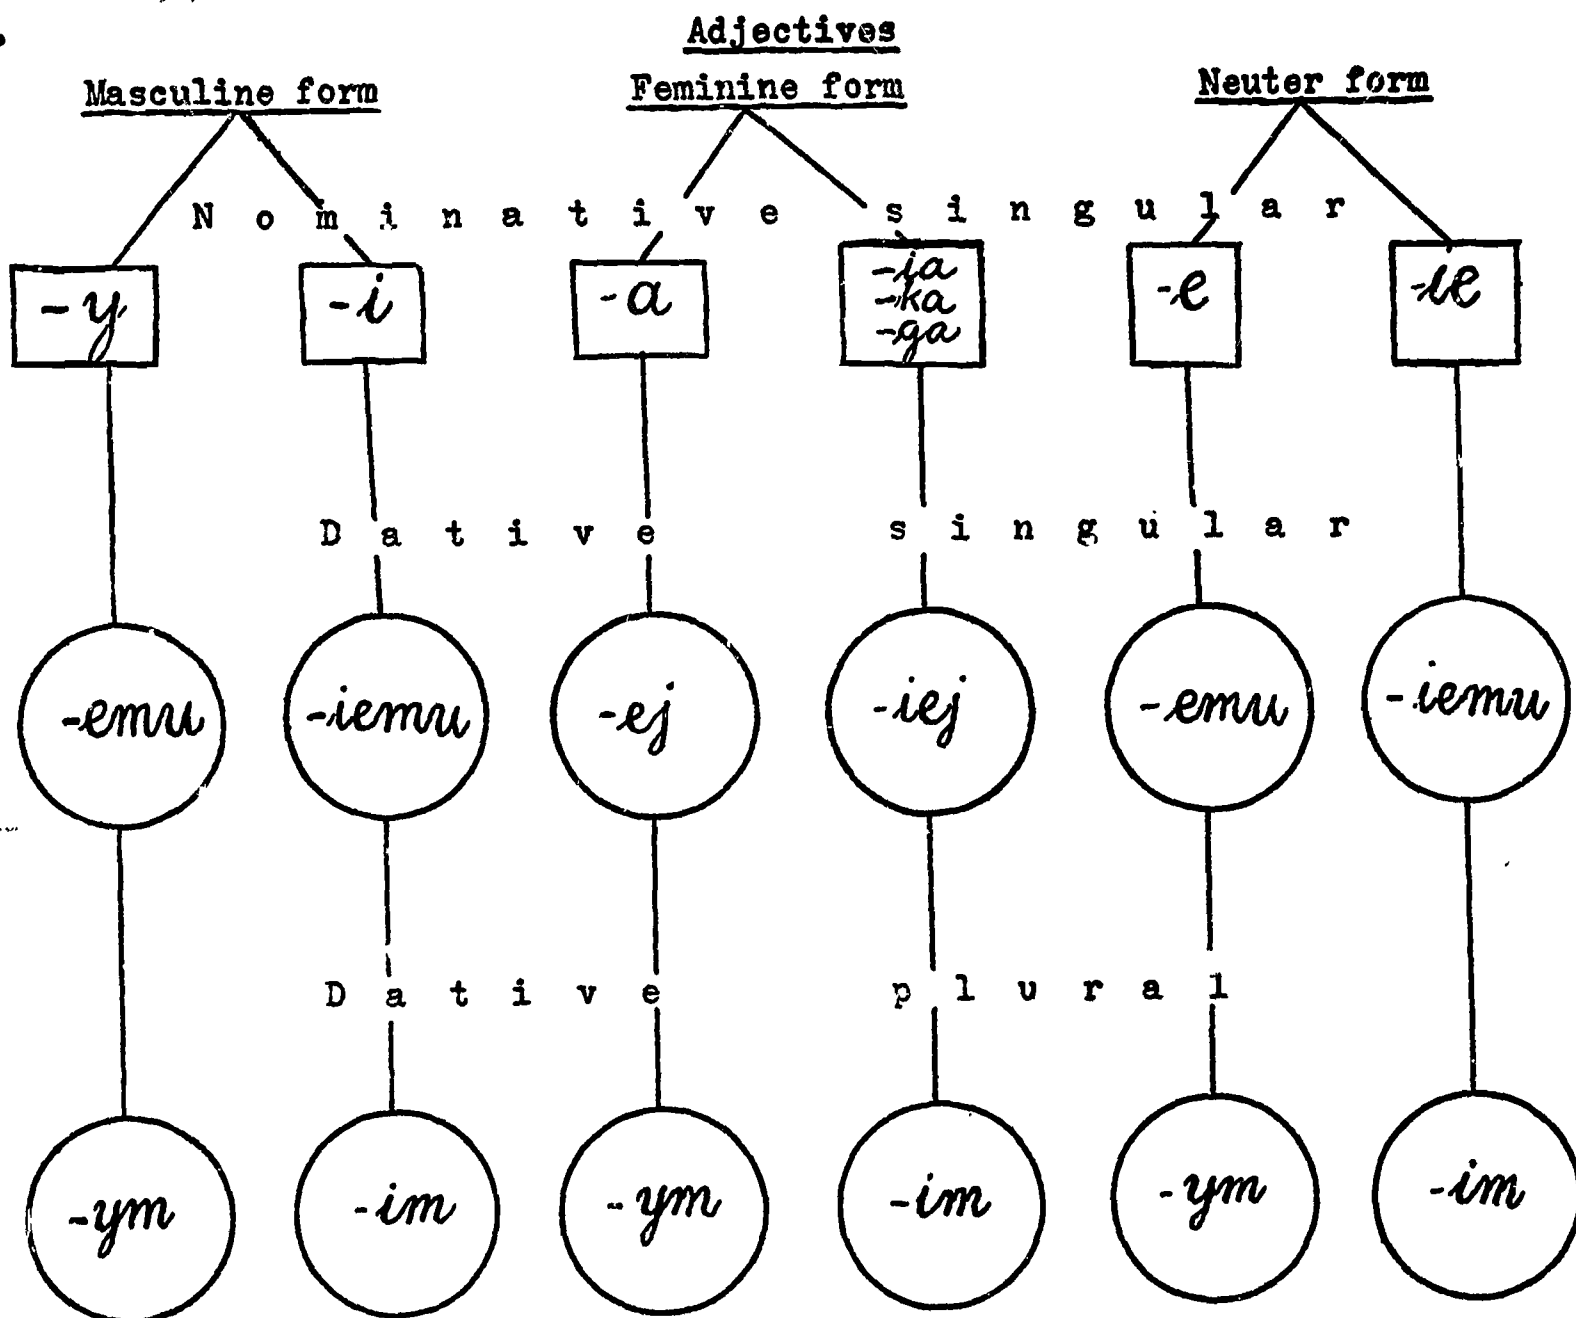 Adjectives
Masculine form Feminine form Neuter form
Nominative singular
-y -i -a -ia -e -ie
-ka
-ga
Dative singular
-emu -iemu -ej -iej -emu -iemu
Dative plural
-ym -im -ym -im -ym -im